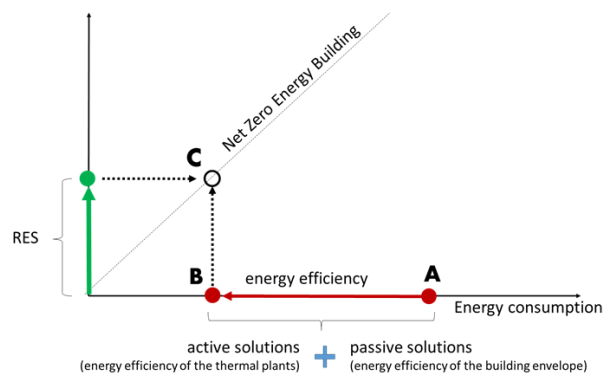 Net Zero Energy Building
C
RES
B
energy efficiency
A
Energy consumption
active solutions + passive solutions
(energy efficiency of the thermal plants) (energy efficiency of the building envelope)